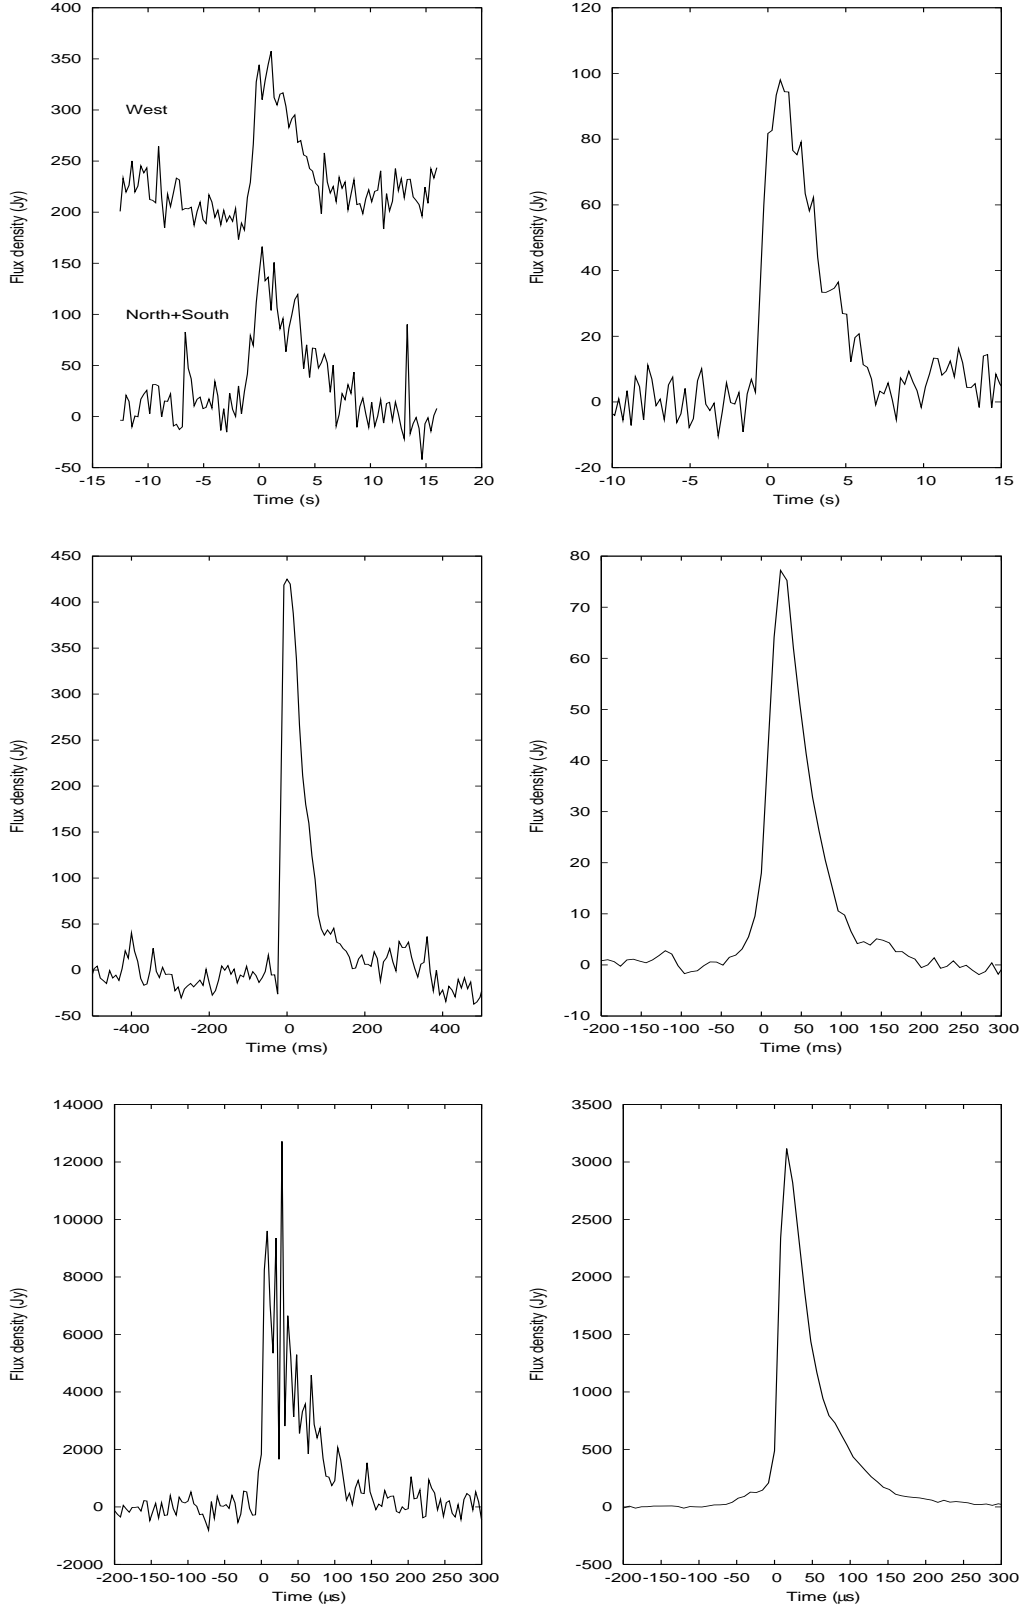 400
350
300
250
200
150
100
50
0
-50
-15 -10 -5 0 5 10 15 20
Time (s)
Flux density (Jy)
West
North+South
120
100
80
60
40
20
0
-20
-10 -5 0 5 10 15
Time (s)
Flux density (Jy)
450
400
350
300
250
200
150
100
50
0
-50
-400 -200 0 200 400
Time (ms)
Flux density (Jy)
80
70
60
50
40
30
20
10
0
-10
-200 -150 -100 -50 0 50 100 150 200 250 300
Time (ms)
Flux density (Jy)
14000
12000
10000
8000
6000
4000
2000
0
-2000
-200 -150 -100 -50 0 50 100 150 200 250 300
Time (µs)
Flux density (Jy)
3500
3000
2500
2000
1500
1000
500
0
-500
-200 -150 -100 -50 0 50 100 150 200 250 300
Time (µs)
Flux density (Jy)